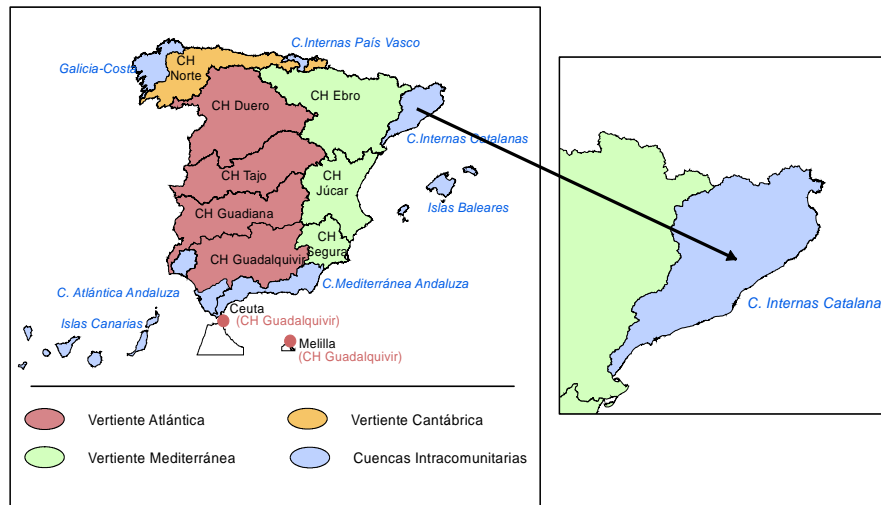 C.Internas País Vasco
Galicia-Costa
CH
Norte
CH Duero
CH Ebro
C.Internas Catalanas
CH Tajo
CH
Júcar
Islas Baleares
CH Guadiana
CH
Segura
CH Guadalquivir
C.Mediterránea Andaluza
C. Atlántica Andaluza
Ceuta
(CH Guadalquivir)
Islas Canarias
Melilla
(CH Guadalquivir)
Vertiente Atlántica
Vertiente Cantábrica
Vertiente Mediterránea
Cuencas Intracomunitarias
C. Internas Catalana